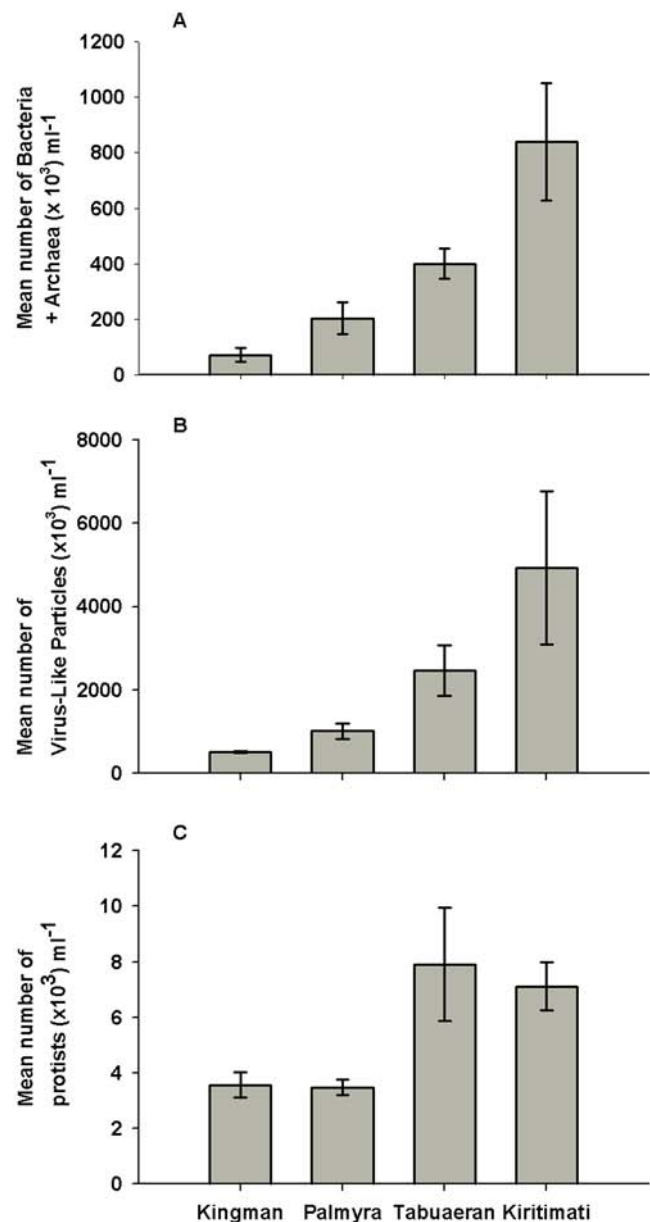 A
Mean number of Bacteria
+ Archaea (x 10³) ml⁻¹
1200
1000
800
600
400
200
0
B
Mean number of
Virus-Like Particles (x10³) ml⁻¹
8000
6000
4000
2000
0
C
Mean number of
protists (x10³) ml⁻¹
12
10
8
6
4
2
0
Kingman Palmyra Tabuaeran Kiritimati